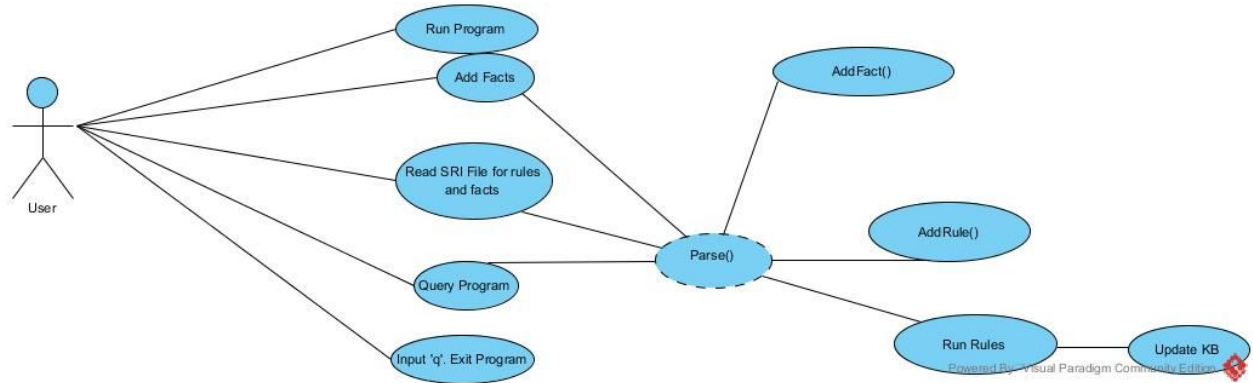 Run Program
Add Facts
AddFact()
Read SRI File for rules
and facts
User
AddRule()
Parse()
Query Program
Run Rules
Update KB
Input 'q'. Exit Program
Powered By Visual Paradigm Community Edition